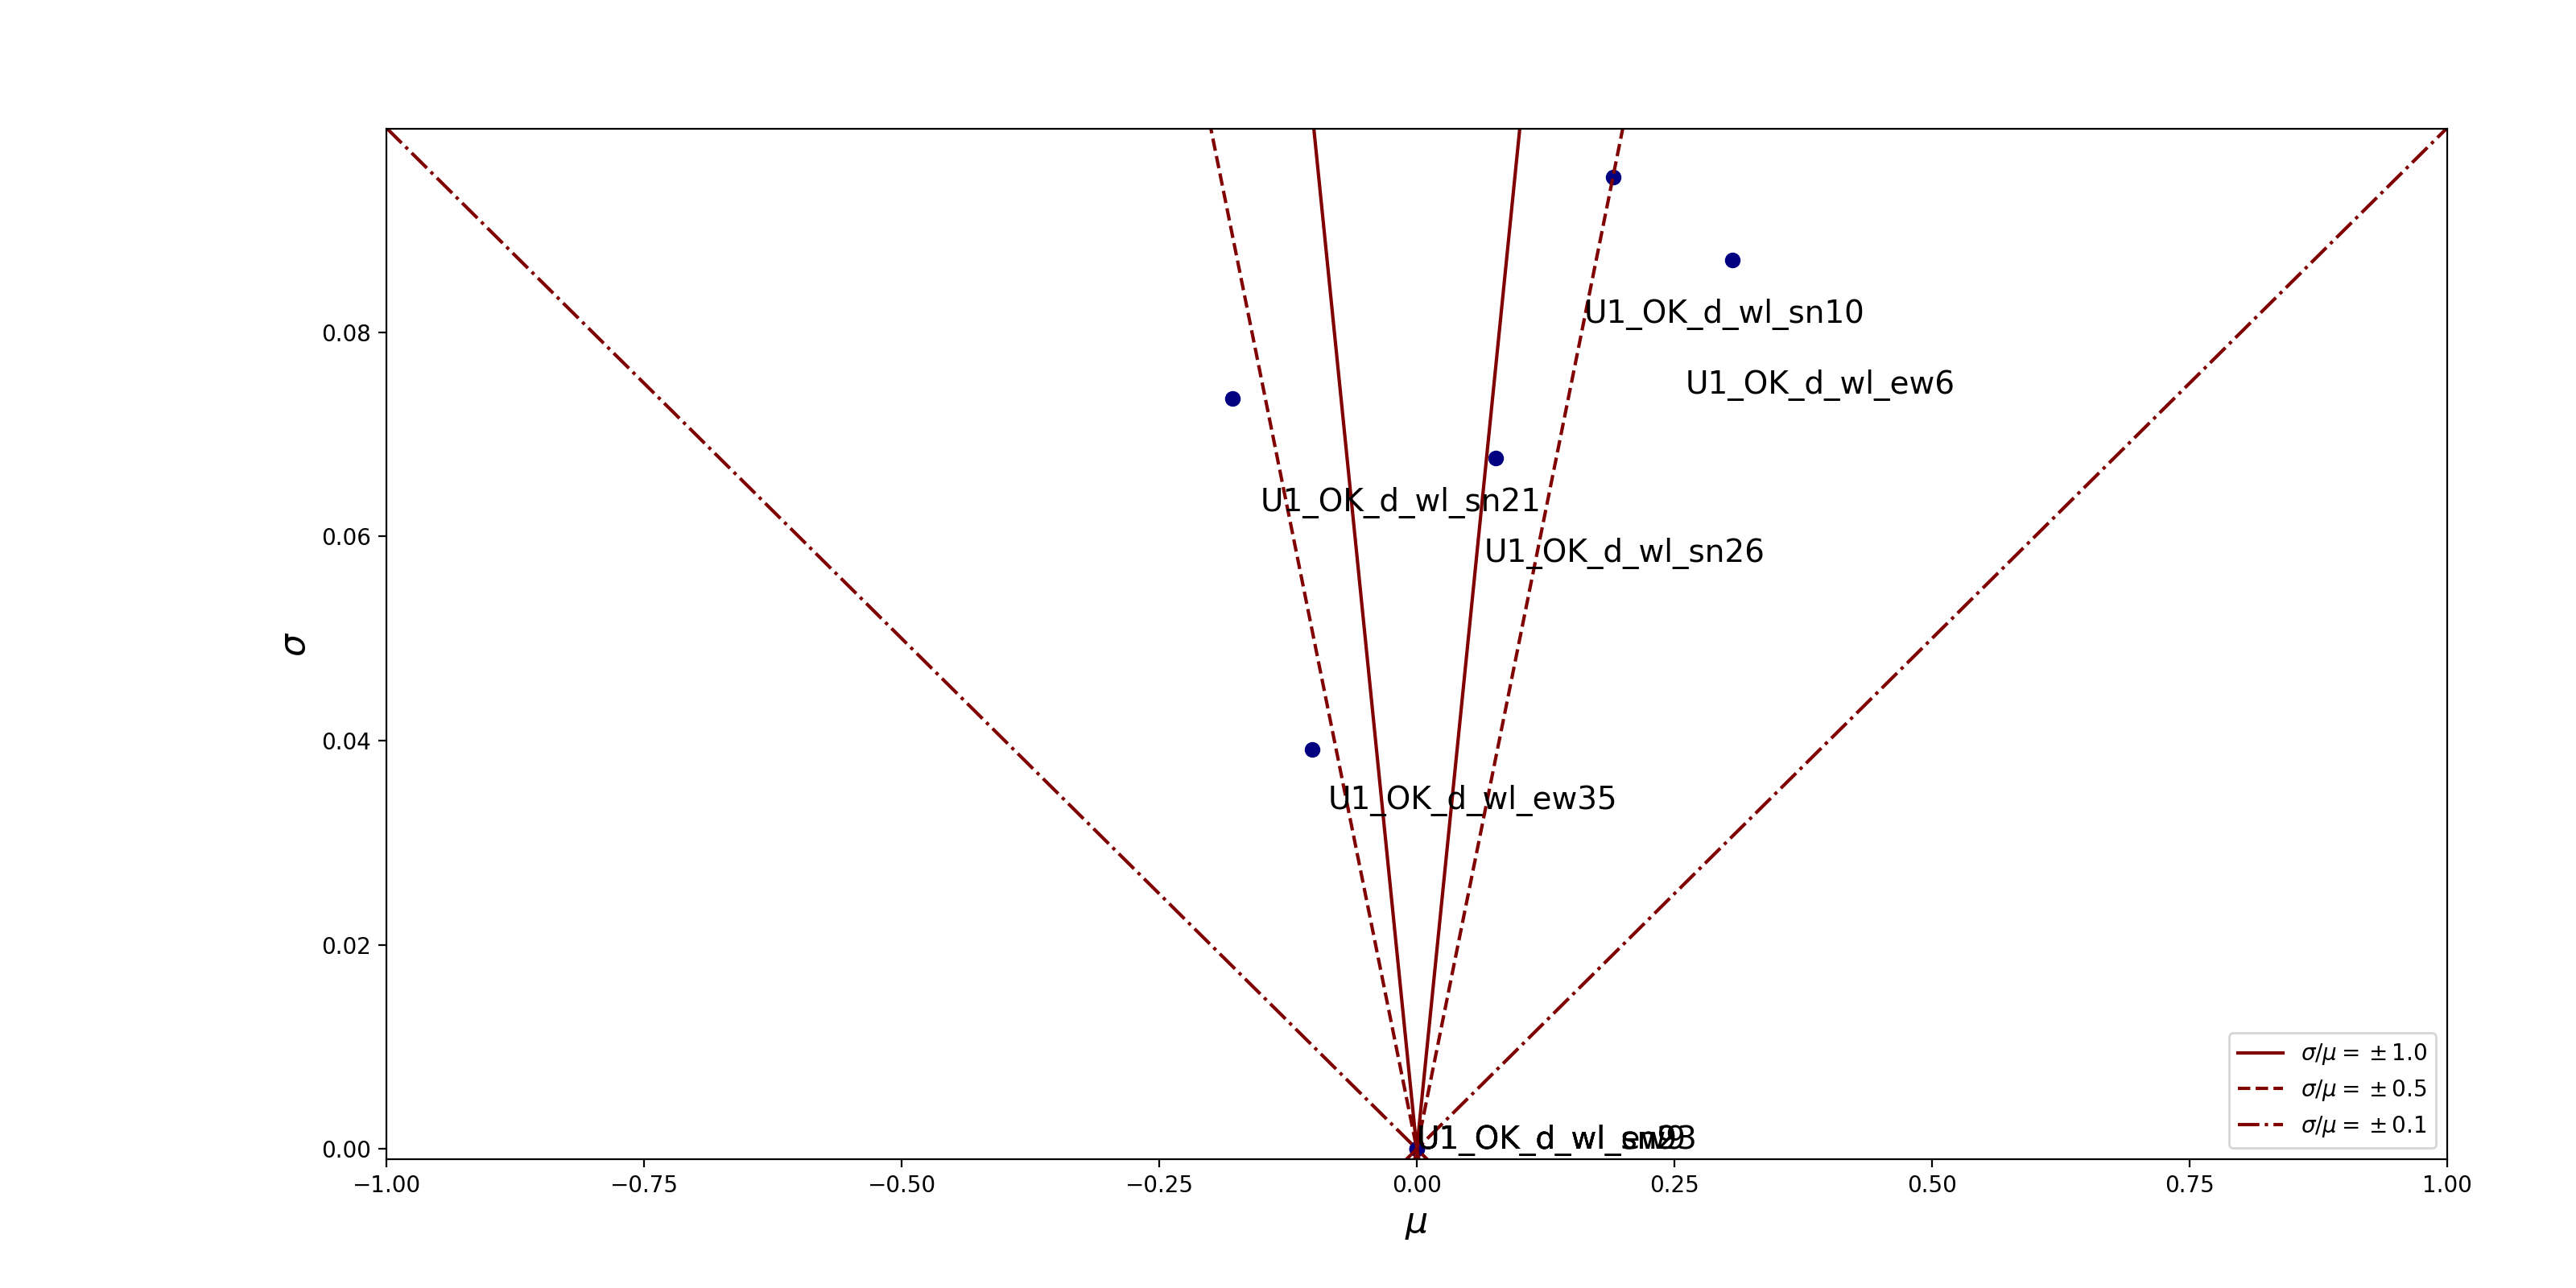 U1_OK_d_wl_sn10
0.08
U1_OK_d_wl_ew6
U1_OK_d_wl_sn21
0.06
U1_OK_d_wl_sn26
σ
0.04
U1_OK_d_wl_ew35
0.02
σ/μ = ±1.0
σ/μ = ±0.5
σ/μ = ±0.1
0.00
−1.00 −0.75 −0.50 −0.25 0.00 0.25 0.50 0.75 1.00
μ